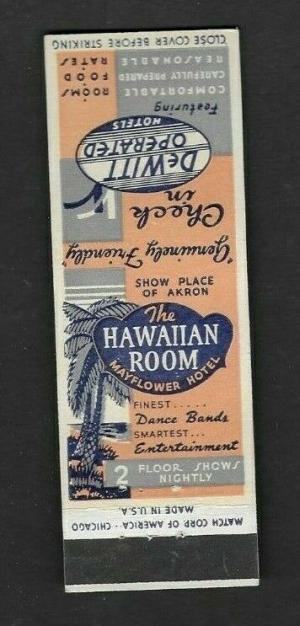 CLOSE COVER BEFORE STRIKING
"Genuinely Friendly"
Check
in
DeWITT
OPERATED
HOTELS
Featuring
COMFORTABLE
ROOMS
CAREFULLY PREPARED
FOOD
REASONABLE
RATES
SHOW PLACE
OF AKRON
The
HAWAIIAN
ROOM
MAYFLOWER HOTEL
FINEST.....
Dance Bands
SMARTEST...
Entertainment
2 FLOOR SHOWS
NIGHTLY
MADE IN U.S.A.
MATCH CORP OF AMERICA · CHICAGO